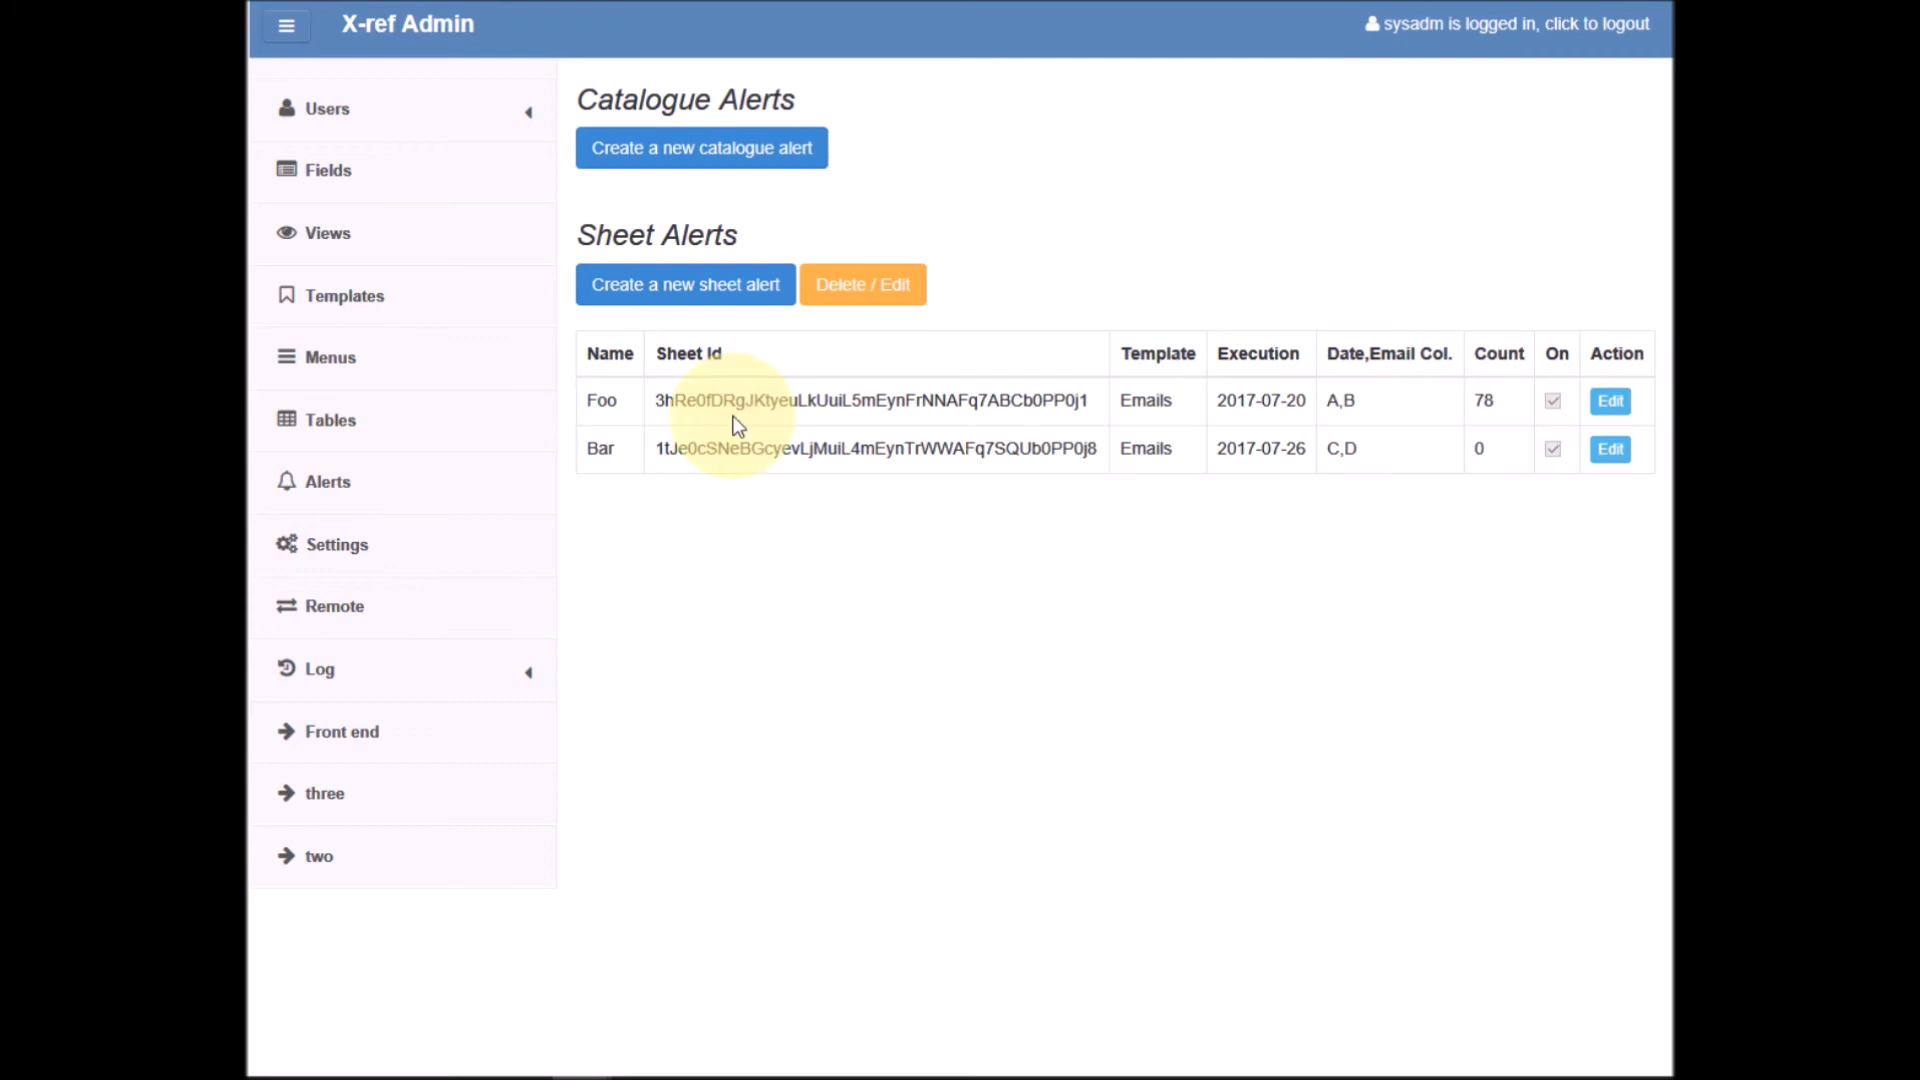 X-ref Admin
sysadm is logged in, click to logout
Users
Fields
Views
Templates
Menus
Tables
Alerts
Settings
Remote
Log
Front end
three
two
Catalogue Alerts
Create a new catalogue alert
Sheet Alerts
Create a new sheet alert Delete / Edit
Name Sheet Id Template Execution Date,Email Col. Count On Action
Foo 3hRe0fDRgJKtyeuLkUuiL5mEynFrNNAFq7ABCb0PP0j1 Emails 2017-07-20 A,B 78 Edit
Bar 1tJe0cSNeBGcyevLjMuiL4mEynTrWWAFq7SQUb0PP0j8 Emails 2017-07-26 C,D 0 Edit